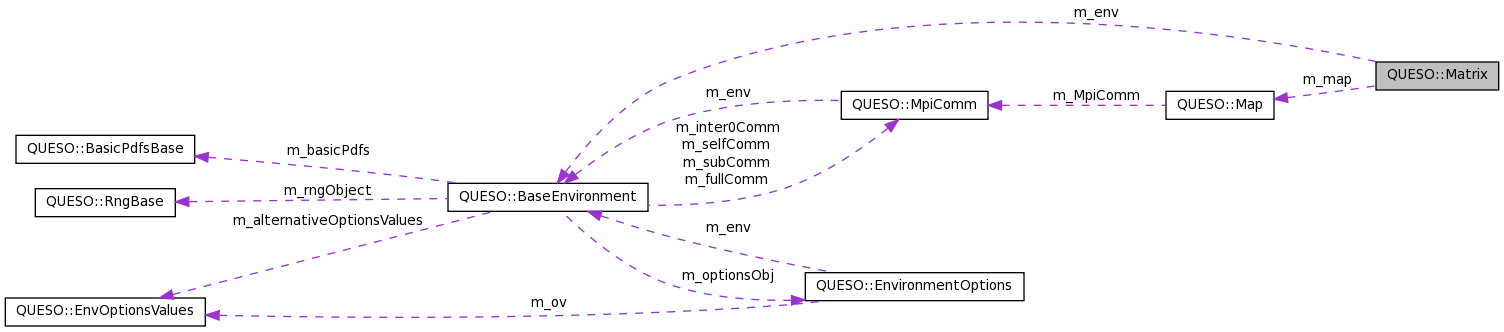 m_env
QUESO::Matrix
m_map
m_env
QUESO::MpiComm
m_MpiComm
QUESO::Map
m_inter0Comm
m_selfComm
m_subComm
m_fullComm
QUESO::BasicPdfsBase
m_basicPdfs
QUESO::RngBase
m_rngObject
QUESO::BaseEnvironment
m_alternativeOptionsValues
m_env
m_optionsObj
QUESO::EnvironmentOptions
QUESO::EnvOptionsValues
m_ov